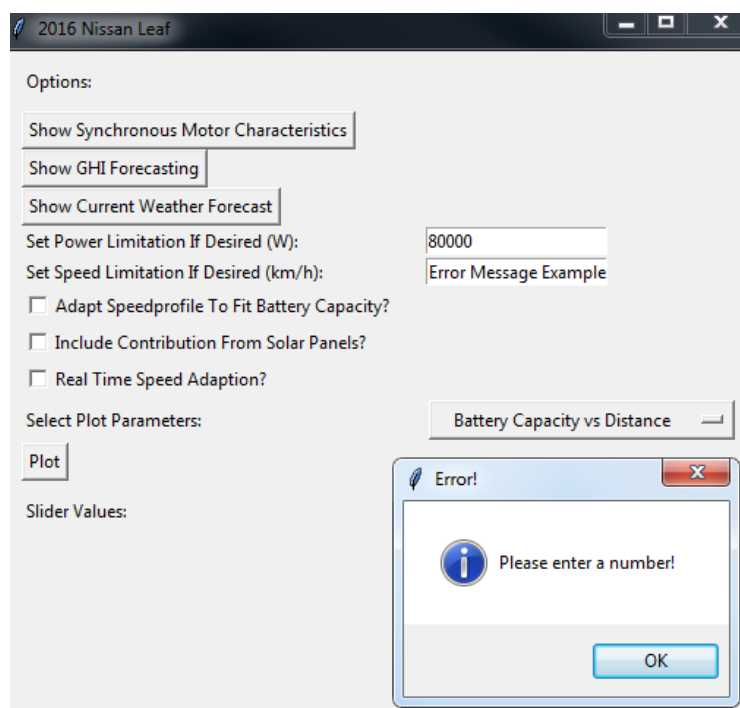 2016 Nissan Leaf
Options:
Show Synchronous Motor Characteristics
Show GHI Forecasting
Show Current Weather Forecast
Set Power Limitation If Desired (W): 80000
Set Speed Limitation If Desired (km/h): Error Message Example
Adapt Speedprofile To Fit Battery Capacity?
Include Contribution From Solar Panels?
Real Time Speed Adaption?
Select Plot Parameters: Battery Capacity vs Distance
Plot
Error!
Slider Values:
Please enter a number!
OK